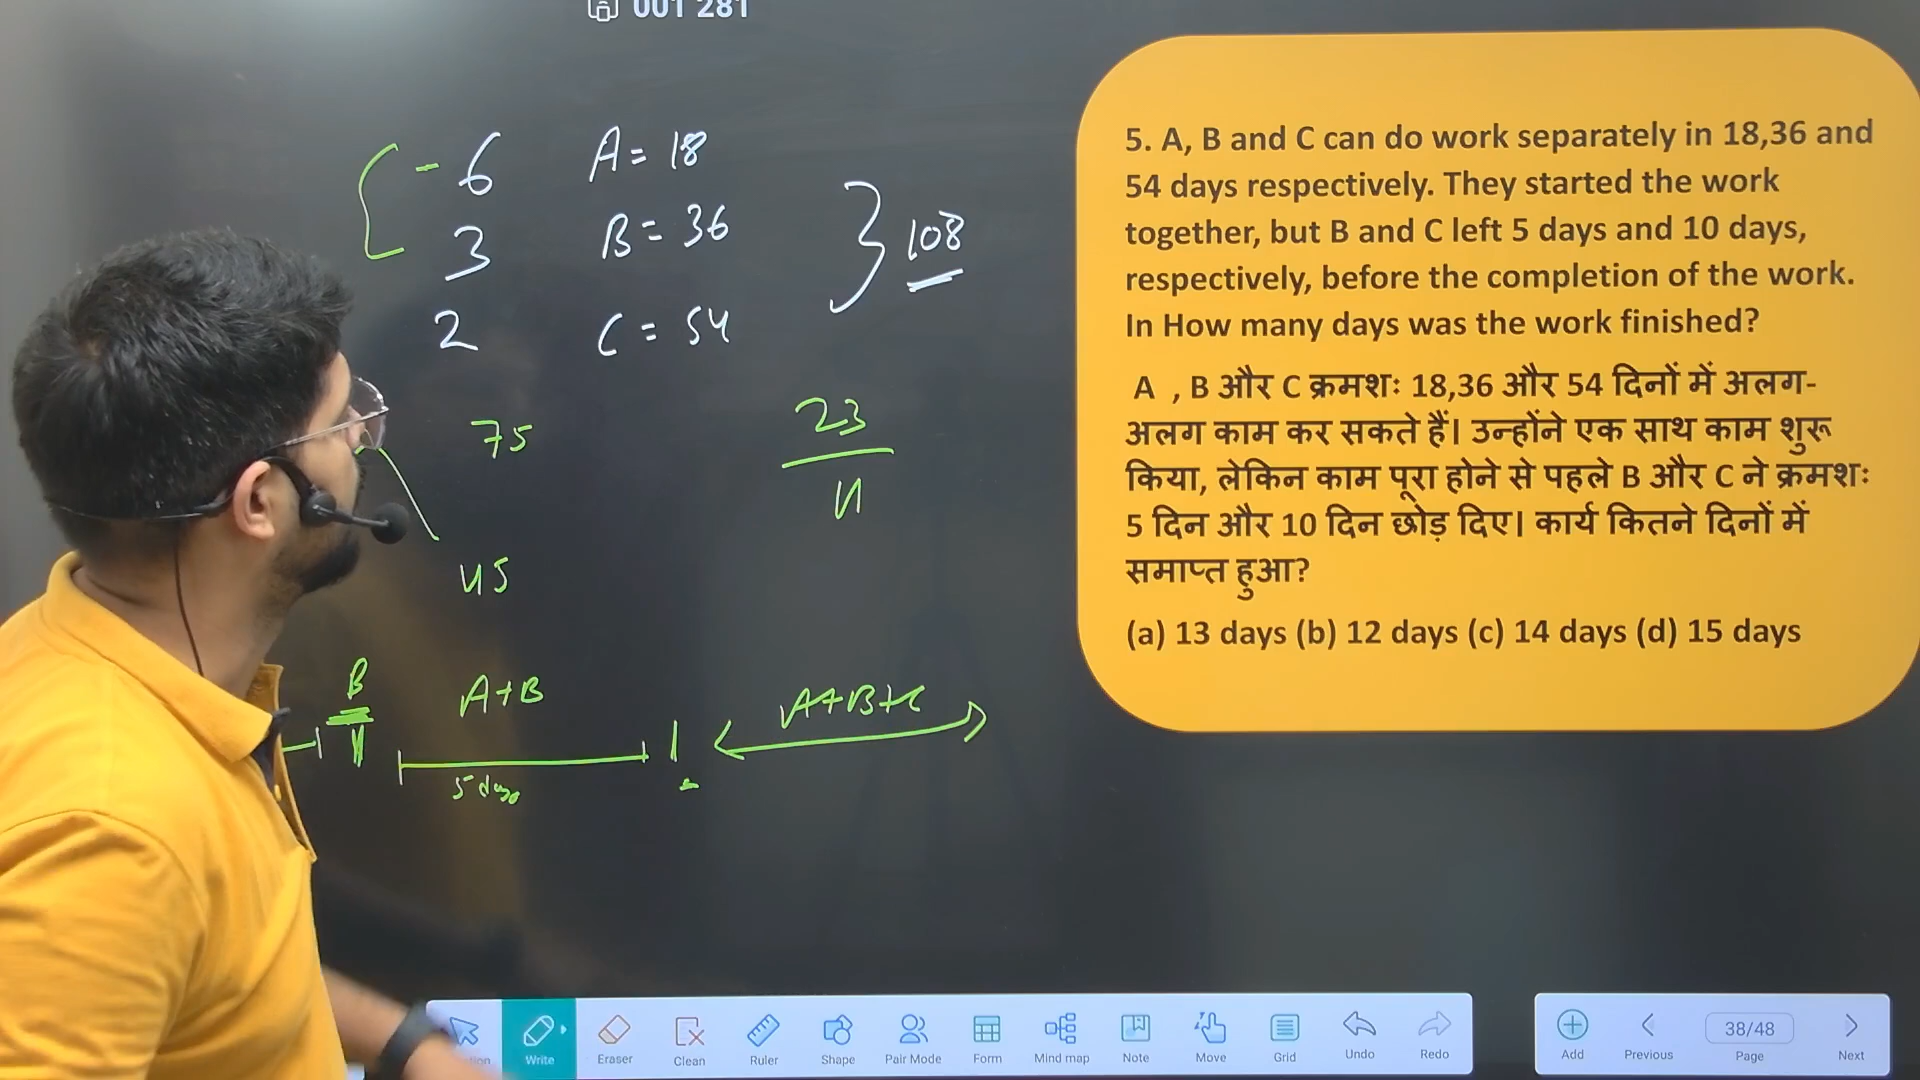 001 281
- 6 A = 18
3 B = 36
2 C = 54
108
75
45
23
B
A+B
5 days
A+B+C
5. A, B and C can do work separately in 18,36 and
54 days respectively. They started the work
together, but B and C left 5 days and 10 days,
respectively, before the completion of the work.
In How many days was the work finished?
A , B और C क्रमशः 18,36 और 54 दिनों में अलग-
अलग काम कर सकते हैं। उन्होंने एक साथ काम शुरू
किया, लेकिन काम पूरा होने से पहले B और C ने क्रमशः
5 दिन और 10 दिन छोड़ दिए। कार्य कितने दिनों में
समाप्त हुआ?
(a) 13 days (b) 12 days (c) 14 days (d) 15 days
Write Eraser Clean Ruler Shape Pair Mode Form Mind map Note Move Grid Undo Redo
38/48
Add Previous Page Next